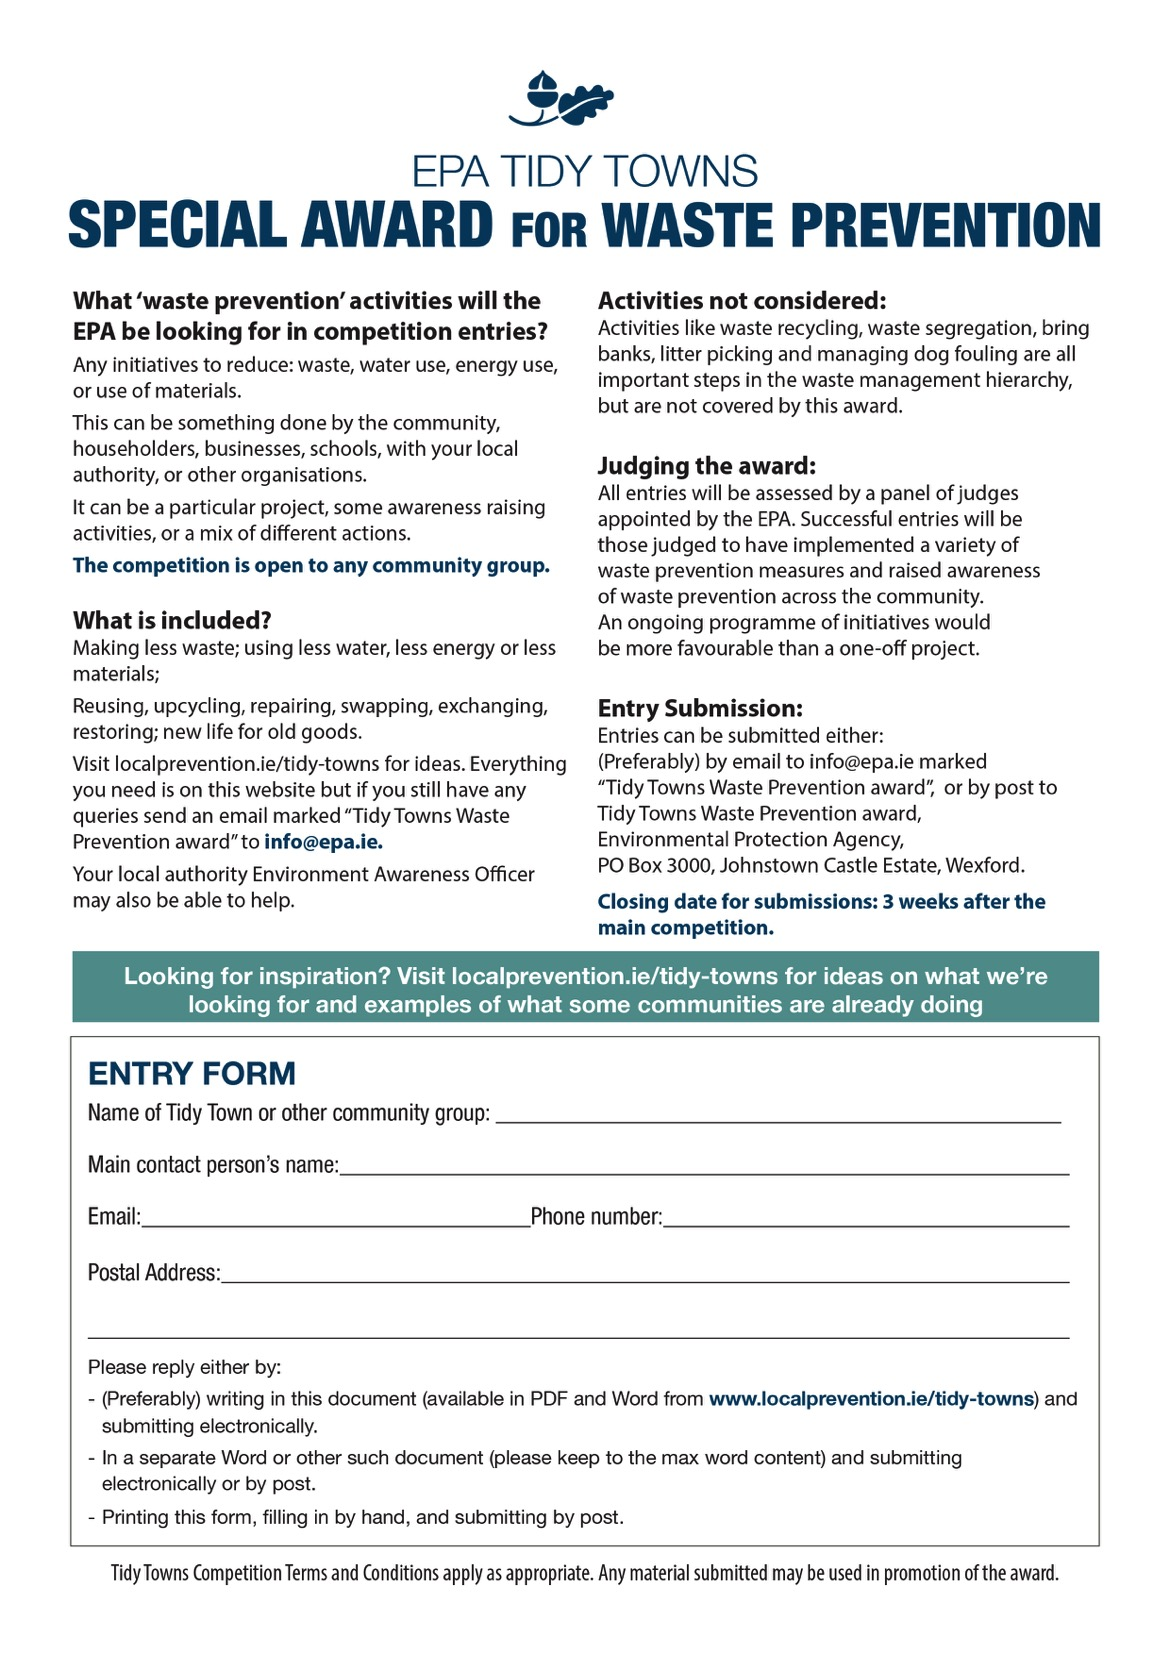 EPA TIDY TOWNS
SPECIAL AWARD FOR WASTE PREVENTION
What ‘waste prevention’ activities will the
EPA be looking for in competition entries?
Any initiatives to reduce: waste, water use, energy use,
or use of materials.
This can be something done by the community,
householders, businesses, schools, with your local
authority, or other organisations.
It can be a particular project, some awareness raising
activities, or a mix of different actions.
The competition is open to any community group.
What is included?
Making less waste; using less water, less energy or less
materials;
Reusing, upcycling, repairing, swapping, exchanging,
restoring; new life for old goods.
Visit localprevention.ie/tidy-towns for ideas. Everything
you need is on this website but if you still have any
queries send an email marked “Tidy Towns Waste
Prevention award” to info@epa.ie.
Your local authority Environment Awareness Officer
may also be able to help.
Activities not considered:
Activities like waste recycling, waste segregation, bring
banks, litter picking and managing dog fouling are all
important steps in the waste management hierarchy,
but are not covered by this award.
Judging the award:
All entries will be assessed by a panel of judges
appointed by the EPA. Successful entries will be
those judged to have implemented a variety of
waste prevention measures and raised awareness
of waste prevention across the community.
An ongoing programme of initiatives would
be more favourable than a one-off project.
Entry Submission:
Entries can be submitted either:
(Preferably) by email to info@epa.ie marked
“Tidy Towns Waste Prevention award”, or by post to
Tidy Towns Waste Prevention award,
Environmental Protection Agency,
PO Box 3000, Johnstown Castle Estate, Wexford.
Closing date for submissions: 3 weeks after the
main competition.
Looking for inspiration? Visit localprevention.ie/tidy-towns for ideas on what we’re
looking for and examples of what some communities are already doing
ENTRY FORM
Name of Tidy Town or other community group:
Main contact person’s name:
Email: Phone number:
Postal Address:
Please reply either by:
- (Preferably) writing in this document (available in PDF and Word from www.localprevention.ie/tidy-towns) and
submitting electronically.
- In a separate Word or other such document (please keep to the max word content) and submitting
electronically or by post.
- Printing this form, filling in by hand, and submitting by post.
Tidy Towns Competition Terms and Conditions apply as appropriate. Any material submitted may be used in promotion of the award.